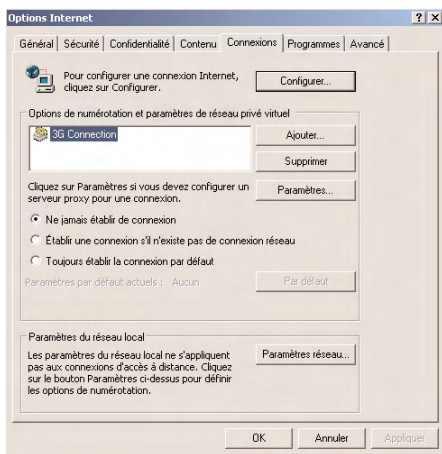 Options Internet
Général Sécurité Confidentialité Contenu Connexions Programmes Avancé
Pour configurer une connexion Internet,
cliquez sur Configurer.
Configurer...
Options de numérotation et paramètres de réseau privé virtuel
3G Connection
Ajouter...
Supprimer
Cliquez sur Paramètres si vous devez configurer un
serveur proxy pour une connexion.
Paramètres...
Ne jamais établir de connexion
Établir une connexion s'il n'existe pas de connexion réseau
Toujours établir la connexion par défaut
Paramètres par défaut actuels : Aucun
Par défaut
Paramètres du réseau local
Les paramètres du réseau local ne s'appliquent
pas aux connexions d'accès à distance. Cliquez
sur le bouton Paramètres ci-dessus pour définir
les options de numérotation.
Paramètres réseau...
OK Annuler Appliquer